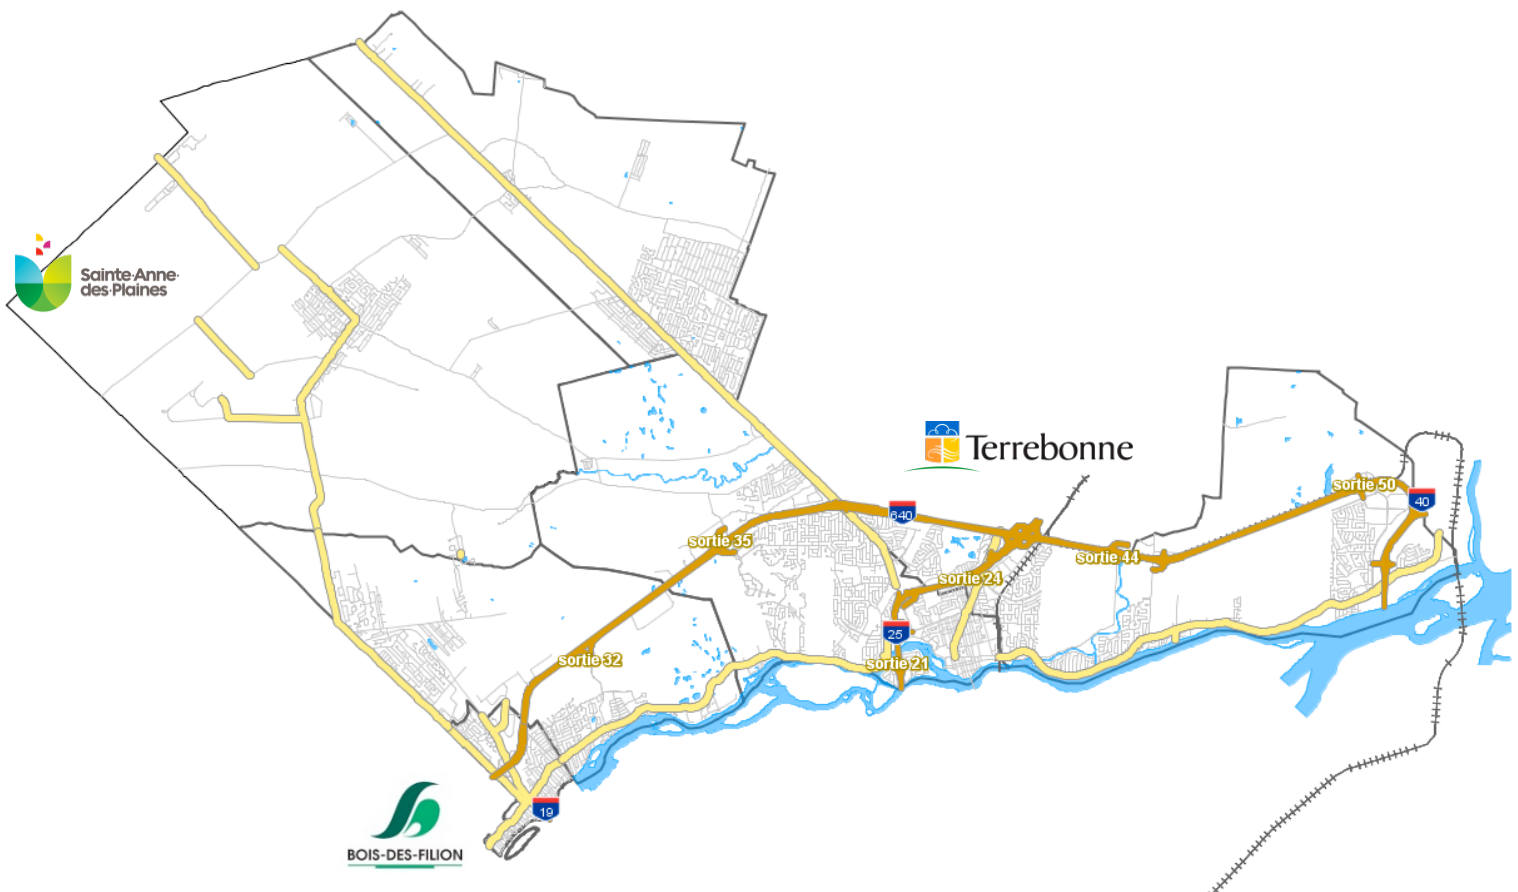 Sainte-Anne-
des-Plaines
Terrebonne
sortie 50
40
640
sortie 35
sortie 44
sortie 24
25
sortie 32
sortie 21
19
BOIS-DES-FILION